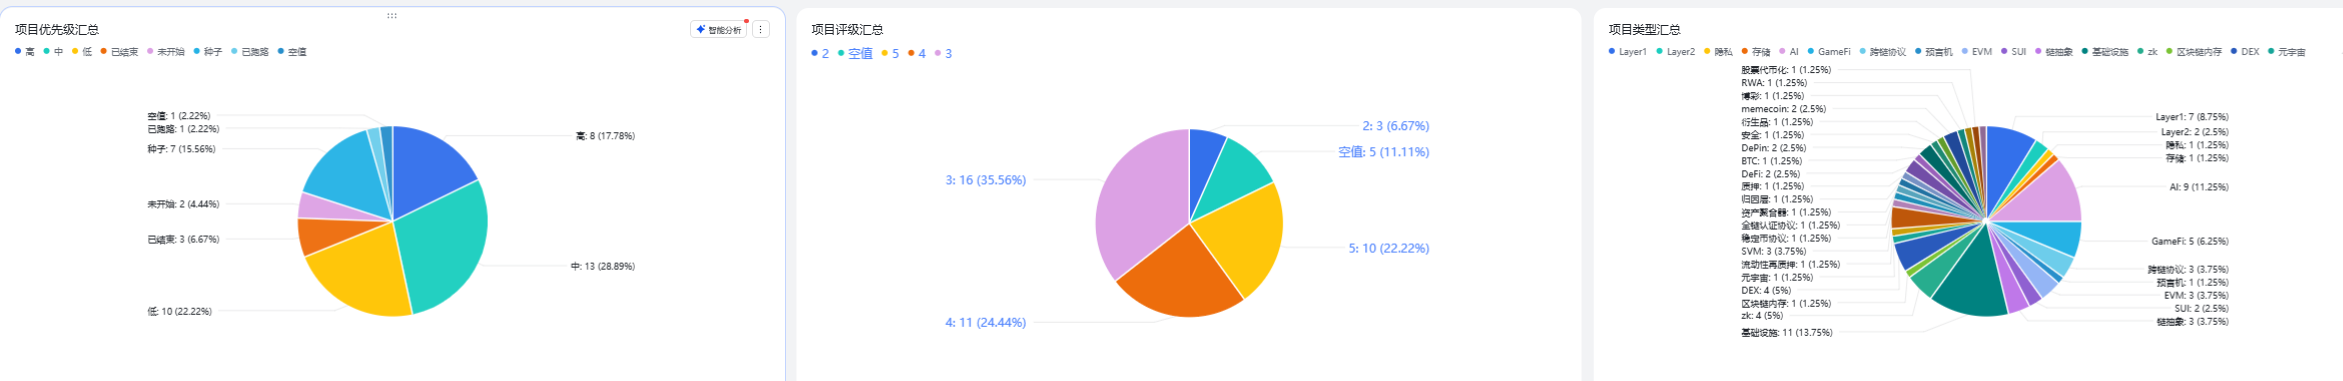 项目优先级汇总
智能分析
高 中 低 已结束 未开始 种子 已跑路 空值
空值: 1 (2.22%)
已跑路: 1 (2.22%)
种子: 7 (15.56%)
未开始: 2 (4.44%)
已结束: 3 (6.67%)
低: 10 (22.22%)
高: 8 (17.78%)
中: 13 (28.89%)
项目评级汇总
2 空值 5 4 3
3: 16 (35.56%)
4: 11 (24.44%)
2: 3 (6.67%)
空值: 5 (11.11%)
5: 10 (22.22%)
项目类型汇总
Layer1 Layer2 隐私 存储 AI GameFi 跨链协议 预言机 EVM SUI 链抽象 基础设施 zk 区块链内存 DEX 元宇宙
股票代币化: 1 (1.25%)
RWA: 1 (1.25%)
博彩: 1 (1.25%)
memecoin: 2 (2.5%)
衍生品: 1 (1.25%)
安全: 1 (1.25%)
DePin: 2 (2.5%)
BTC: 1 (1.25%)
DeFi: 2 (2.5%)
质押: 1 (1.25%)
归因层: 1 (1.25%)
资产聚合器: 1 (1.25%)
全链认证协议: 1 (1.25%)
稳定币协议: 1 (1.25%)
SVM: 3 (3.75%)
流动性再质押: 1 (1.25%)
元宇宙: 1 (1.25%)
DEX: 4 (5%)
区块链内存: 1 (1.25%)
zk: 4 (5%)
基础设施: 11 (13.75%)
Layer1: 7 (8.75%)
Layer2: 2 (2.5%)
隐私: 1 (1.25%)
存储: 1 (1.25%)
AI: 9 (11.25%)
GameFi: 5 (6.25%)
跨链协议: 3 (3.75%)
预言机: 1 (1.25%)
EVM: 3 (3.75%)
SUI: 2 (2.5%)
链抽象: 3 (3.75%)